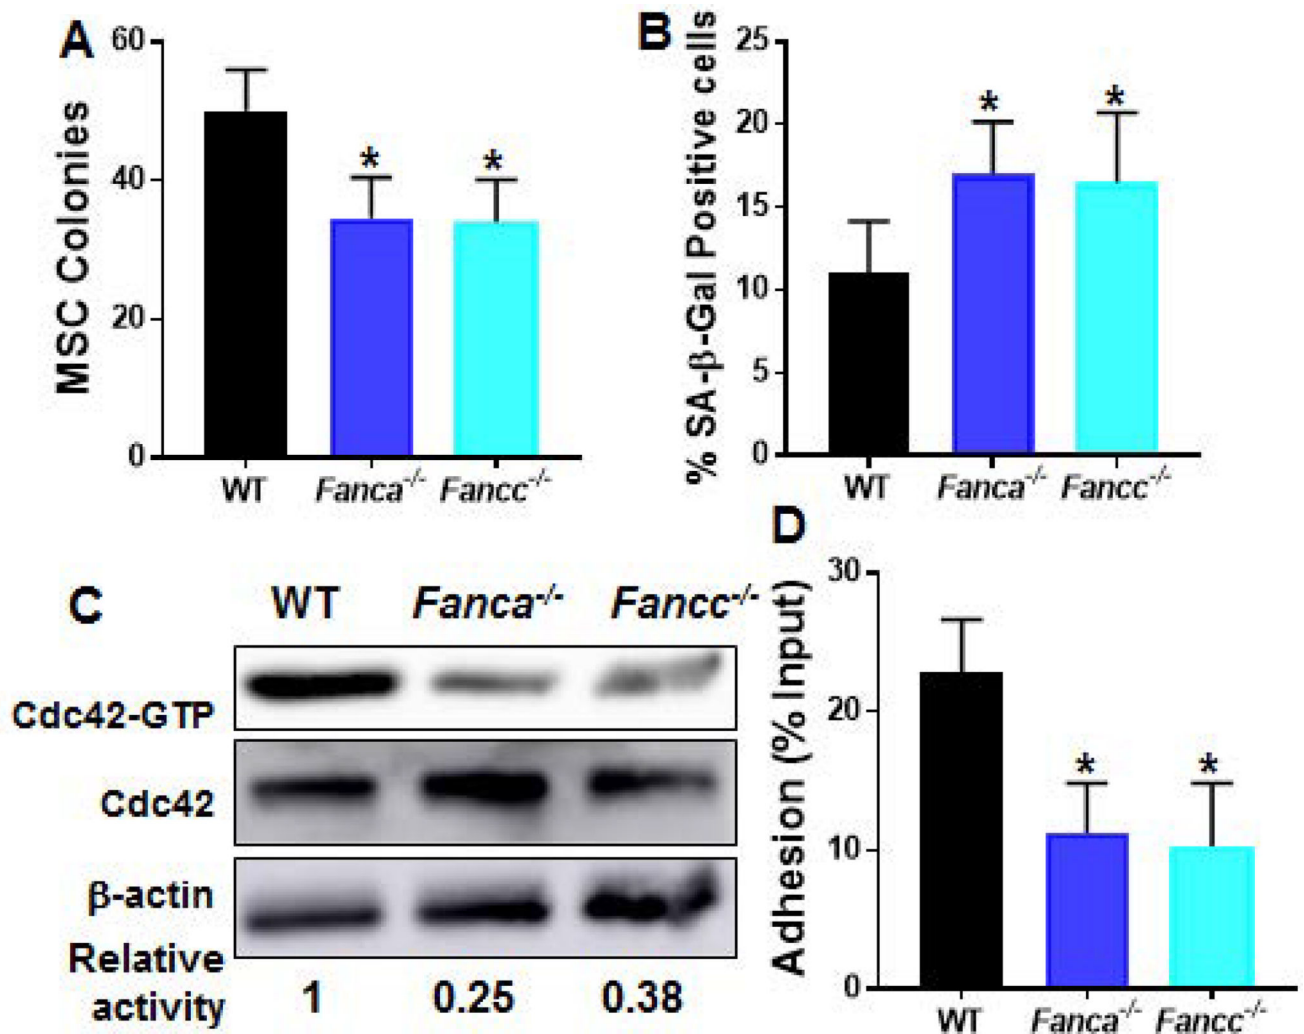 A
MSC Colonies
60
40
20
0
*
*
WT Fanca-/- Fancc-/-
B
% SA-β-Gal Positive cells
25
20
15
10
5
0
*
*
WT Fanca-/- Fancc-/-
C
WT Fanca-/- Fancc-/-
Cdc42-GTP
Cdc42
β-actin
Relative
activity 1 0.25 0.38
D
Adhesion (% Input)
30
20
10
0
*
*
WT Fanca-/- Fancc-/-